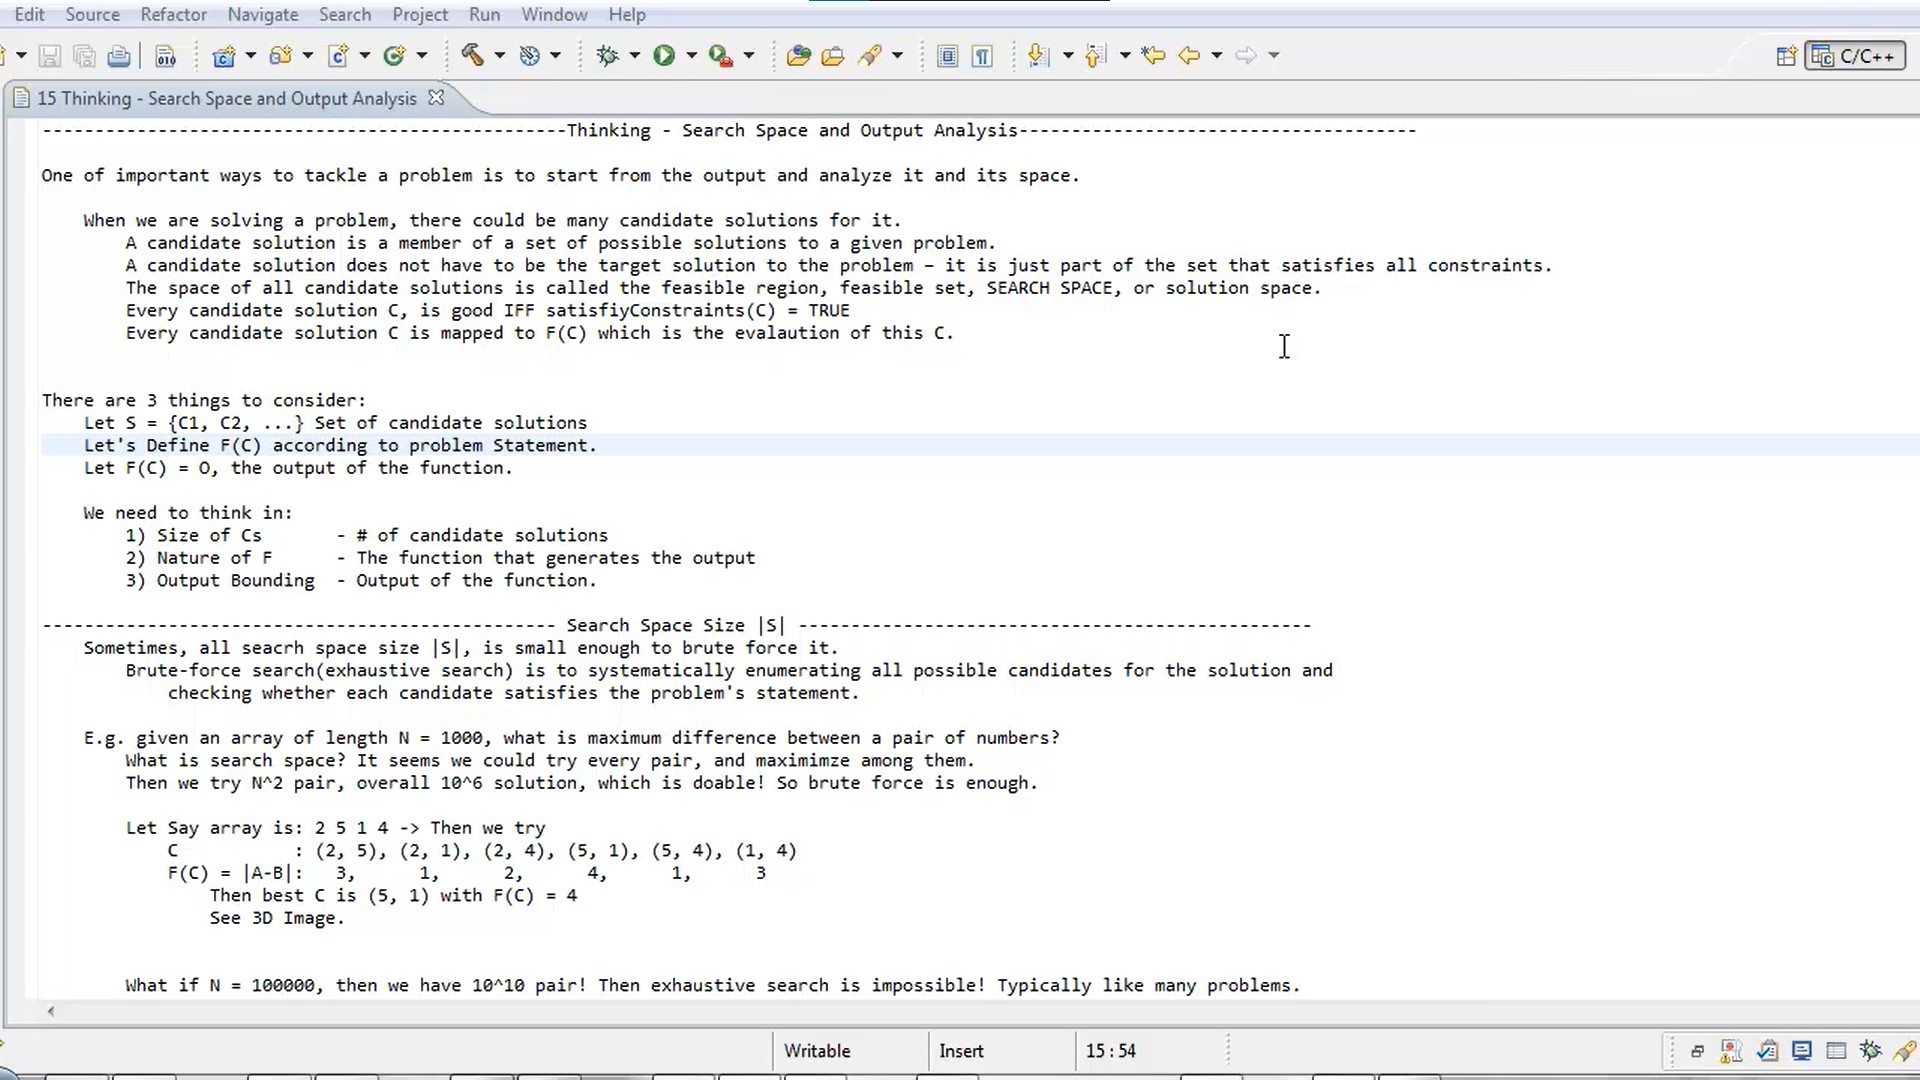 Edit Source Refactor Navigate Search Project Run Window Help
010
C/C++
15 Thinking - Search Space and Output Analysis
--------------------------------------------------Thinking - Search Space and Output Analysis--------------------------------------
One of important ways to tackle a problem is to start from the output and analyze it and its space.
When we are solving a problem, there could be many candidate solutions for it.
A candidate solution is a member of a set of possible solutions to a given problem.
A candidate solution does not have to be the target solution to the problem – it is just part of the set that satisfies all constraints.
The space of all candidate solutions is called the feasible region, feasible set, SEARCH SPACE, or solution space.
Every candidate solution C, is good IFF satisfiyConstraints(C) = TRUE
Every candidate solution C is mapped to F(C) which is the evalaution of this C.
There are 3 things to consider:
Let S = {C1, C2, ...} Set of candidate solutions
Let's Define F(C) according to problem Statement.
Let F(C) = O, the output of the function.
We need to think in:
1) Size of Cs - # of candidate solutions
2) Nature of F - The function that generates the output
3) Output Bounding - Output of the function.
------------------------------------------------- Search Space Size |S| -------------------------------------------------
Sometimes, all seacrh space size |S|, is small enough to brute force it.
Brute-force search(exhaustive search) is to systematically enumerating all possible candidates for the solution and
checking whether each candidate satisfies the problem's statement.
E.g. given an array of length N = 1000, what is maximum difference between a pair of numbers?
What is search space? It seems we could try every pair, and maximimze among them.
Then we try N^2 pair, overall 10^6 solution, which is doable! So brute force is enough.
Let Say array is: 2 5 1 4 -> Then we try
C : (2, 5), (2, 1), (2, 4), (5, 1), (5, 4), (1, 4)
F(C) = |A-B|: 3, 1, 2, 4, 1, 3
Then best C is (5, 1) with F(C) = 4
See 3D Image.
What if N = 100000, then we have 10^10 pair! Then exhaustive search is impossible! Typically like many problems.
Writable Insert 15 : 54